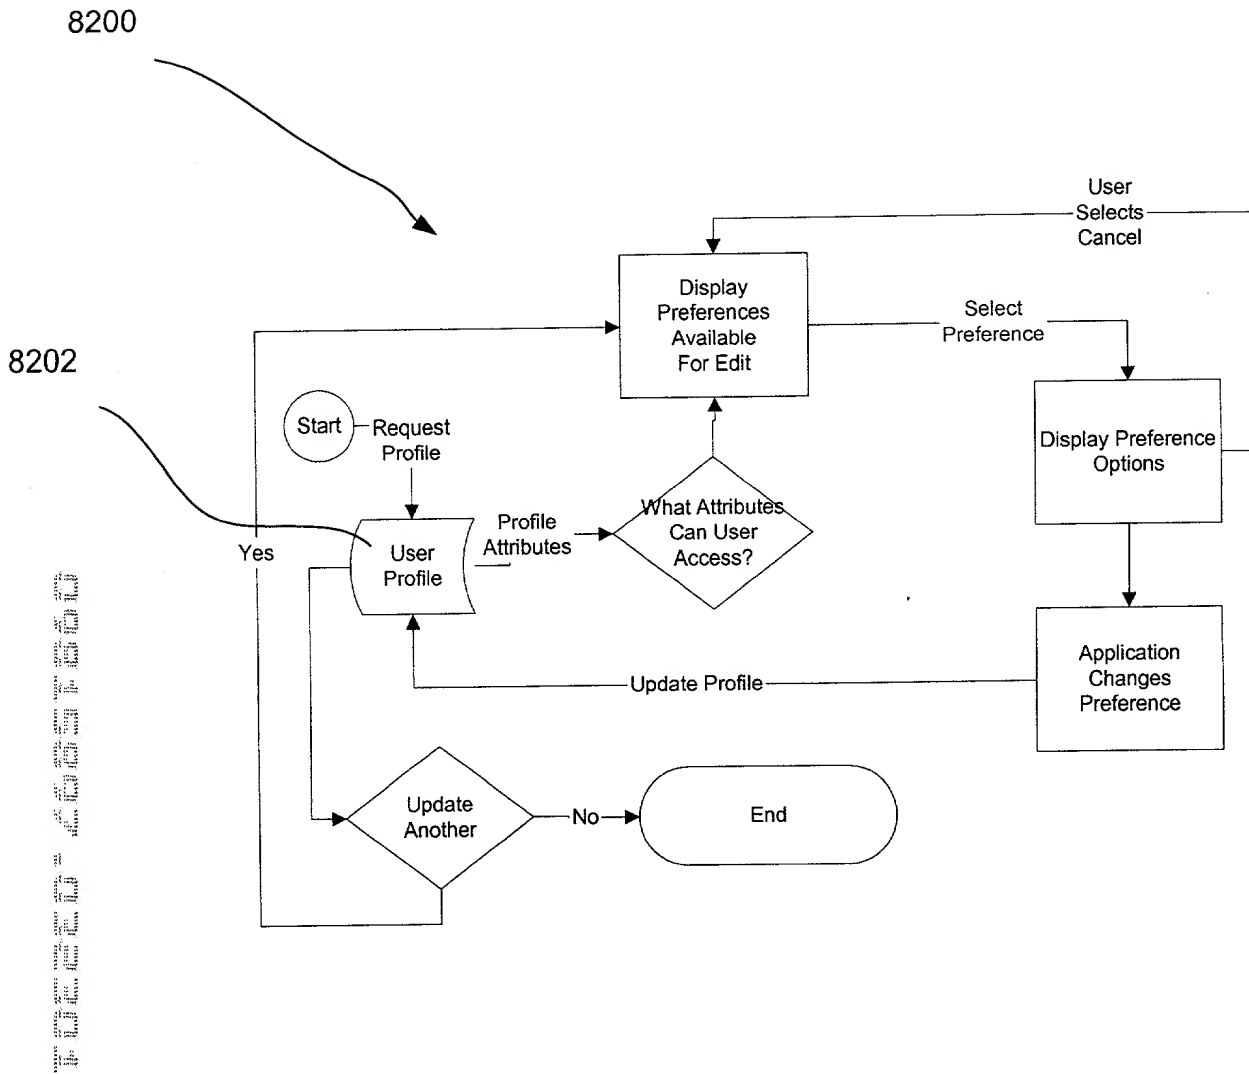 8200
User
Selects
Cancel
Display
Preferences
Available
For Edit
Select
Preference
8202
Start
Request
Profile
Display Preference
Options
What Attributes
Can User
Access?
Profile
Attributes
User
Profile
Yes
Application
Changes
Preference
Update Profile
Update
Another
No
End